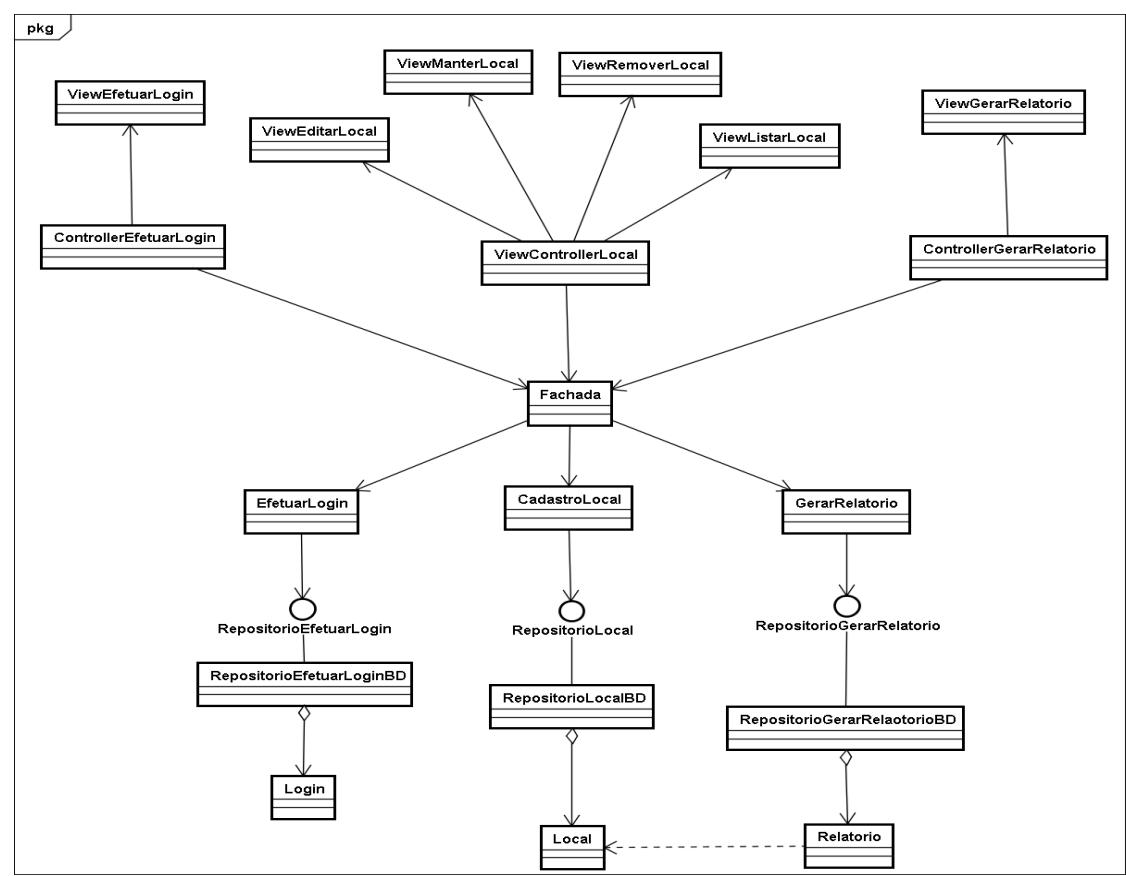 pkg
ViewManterLocal
ViewRemoverLocal
ViewEfetuarLogin
ViewGerarRelatorio
ViewEditarLocal
ViewListarLocal
ControllerEfetuarLogin
ViewControllerLocal
ControllerGerarRelatorio
Fachada
EfetuarLogin
CadastroLocal
GerarRelatorio
RepositorioEfetuarLogin
RepositorioLocal
RepositorioGerarRelatorio
RepositorioEfetuarLoginBD
RepositorioLocalBD
RepositorioGerarRelaotorioBD
Login
Local
Relatorio